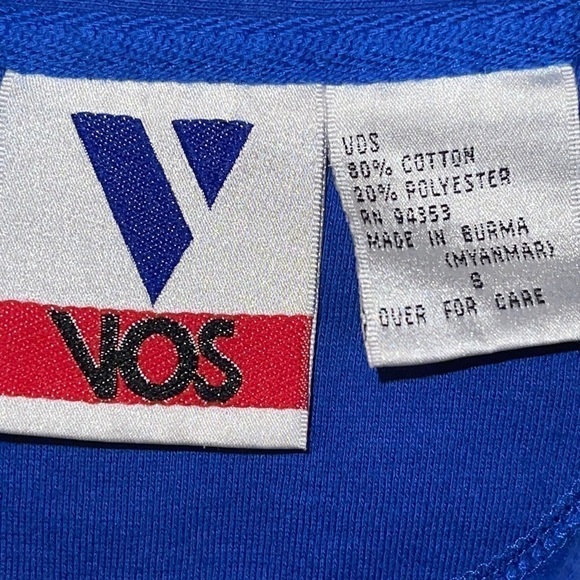 VOS
VOS
80% COTTON
20% POLYESTER
RN 94353
MADE IN BURMA
(MYANMAR)
S
OVER FOR CARE